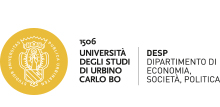 1506
UNIVERSITÀ
DEGLI STUDI
DI URBINO
CARLO BO
DESP
DIPARTIMENTO DI
ECONOMIA,
SOCIETÀ, POLITICA